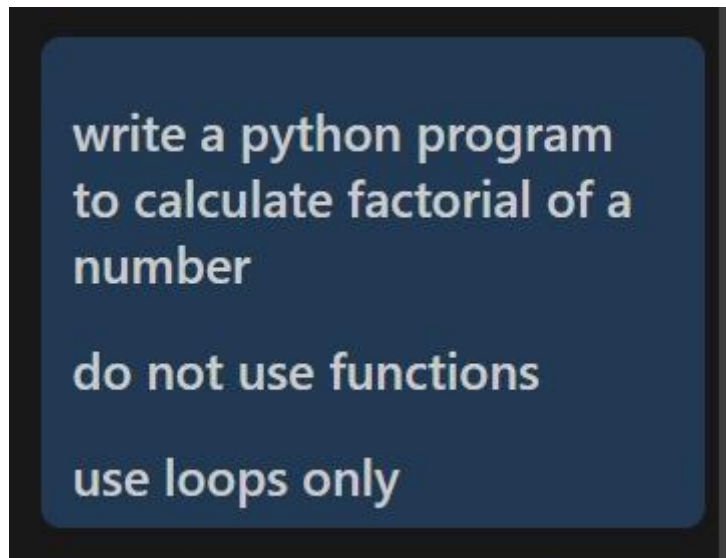 write a python program
to calculate factorial of a
number
do not use functions
use loops only